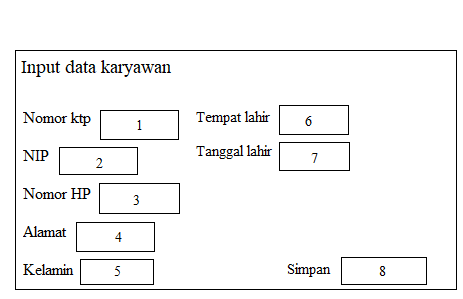 Input data karyawan
Nomor ktp 1
NIP 2
Nomor HP 3
Alamat 4
Kelamin 5
Tempat lahir 6
Tanggal lahir 7
Simpan 8